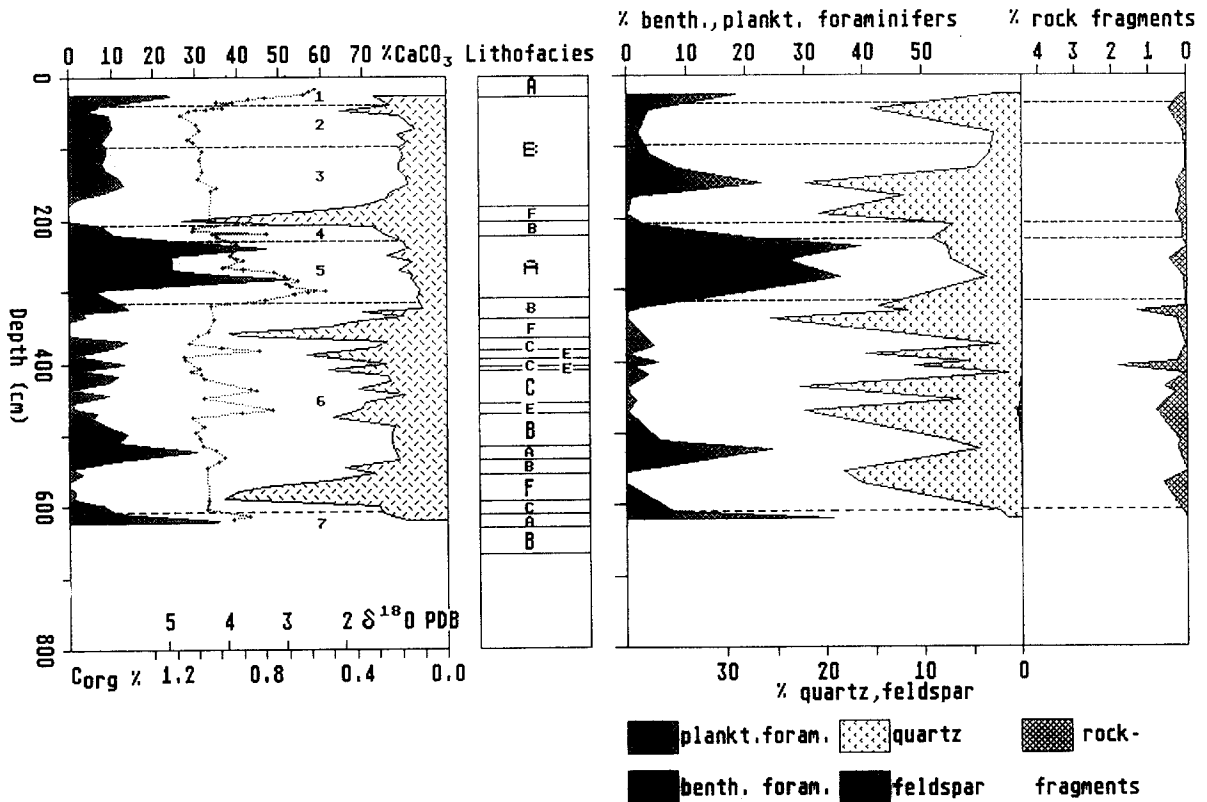 % benth.,plankt. foraminifers % rock fragments
0 10 20 30 40 50 60 70 %CaCO₃ Lithofacies
0 10 20 30 40 50 4 3 2 1 0
0
200
400
600
800
Depth (cm)
1
2
3
4
5
6
7
A
B
F
B
A
B
F
C
E
C
E
C
E
B
A
B
F
C
A
B
5 4 3 2 δ¹⁸O PDB
Corg % 1.2 0.8 0.4 0.0
30 20 10 0
% quartz,feldspar
plankt.foram. quartz rock-
benth. foram. feldspar fragments